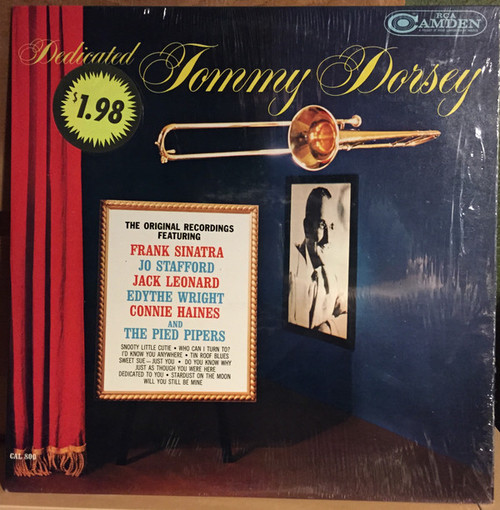 RCA
CAMDEN
Dedicated
Tommy Dorsey
$1.98
THE ORIGINAL RECORDINGS
FEATURING
FRANK SINATRA
JO STAFFORD
JACK LEONARD
EDYTHE WRIGHT
CONNIE HAINES
AND
THE PIED PIPERS
SNOOTY LITTLE CUTIE • WHO CAN I TURN TO?
I'D KNOW YOU ANYWHERE • TIN ROOF BLUES
SWEET SUE—JUST YOU • DO YOU KNOW WHY
JUST AS THOUGH YOU WERE HERE
DEDICATED TO YOU • STARDUST ON THE MOON
WILL YOU STILL BE MINE
CAL 800